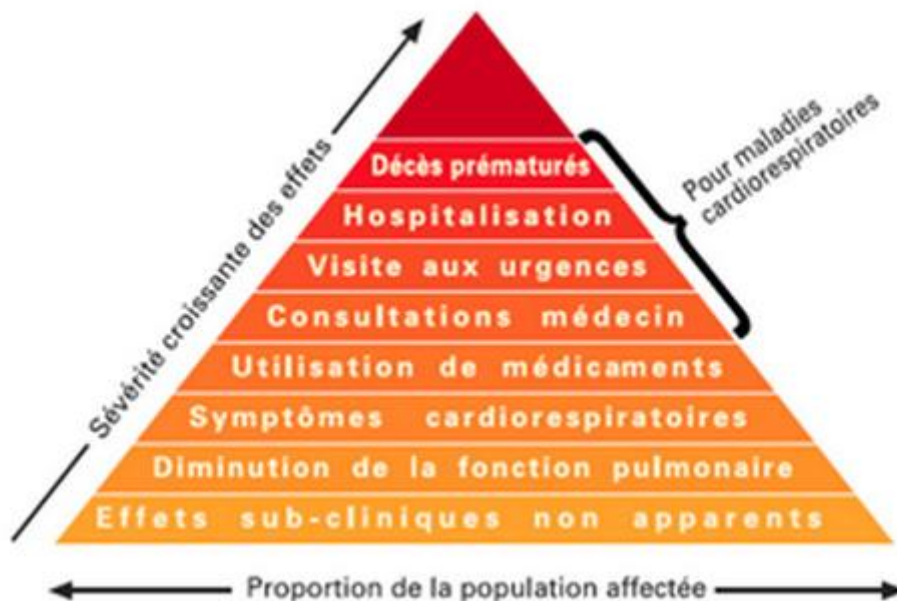 Sévérité croissante des effets
Pour maladies
cardiorespiratoires
Décès prématurés
Hospitalisation
Visite aux urgences
Consultations médecin
Utilisation de médicaments
Symptômes cardiorespiratoires
Diminution de la fonction pulmonaire
Effets sub-cliniques non apparents
Proportion de la population affectée